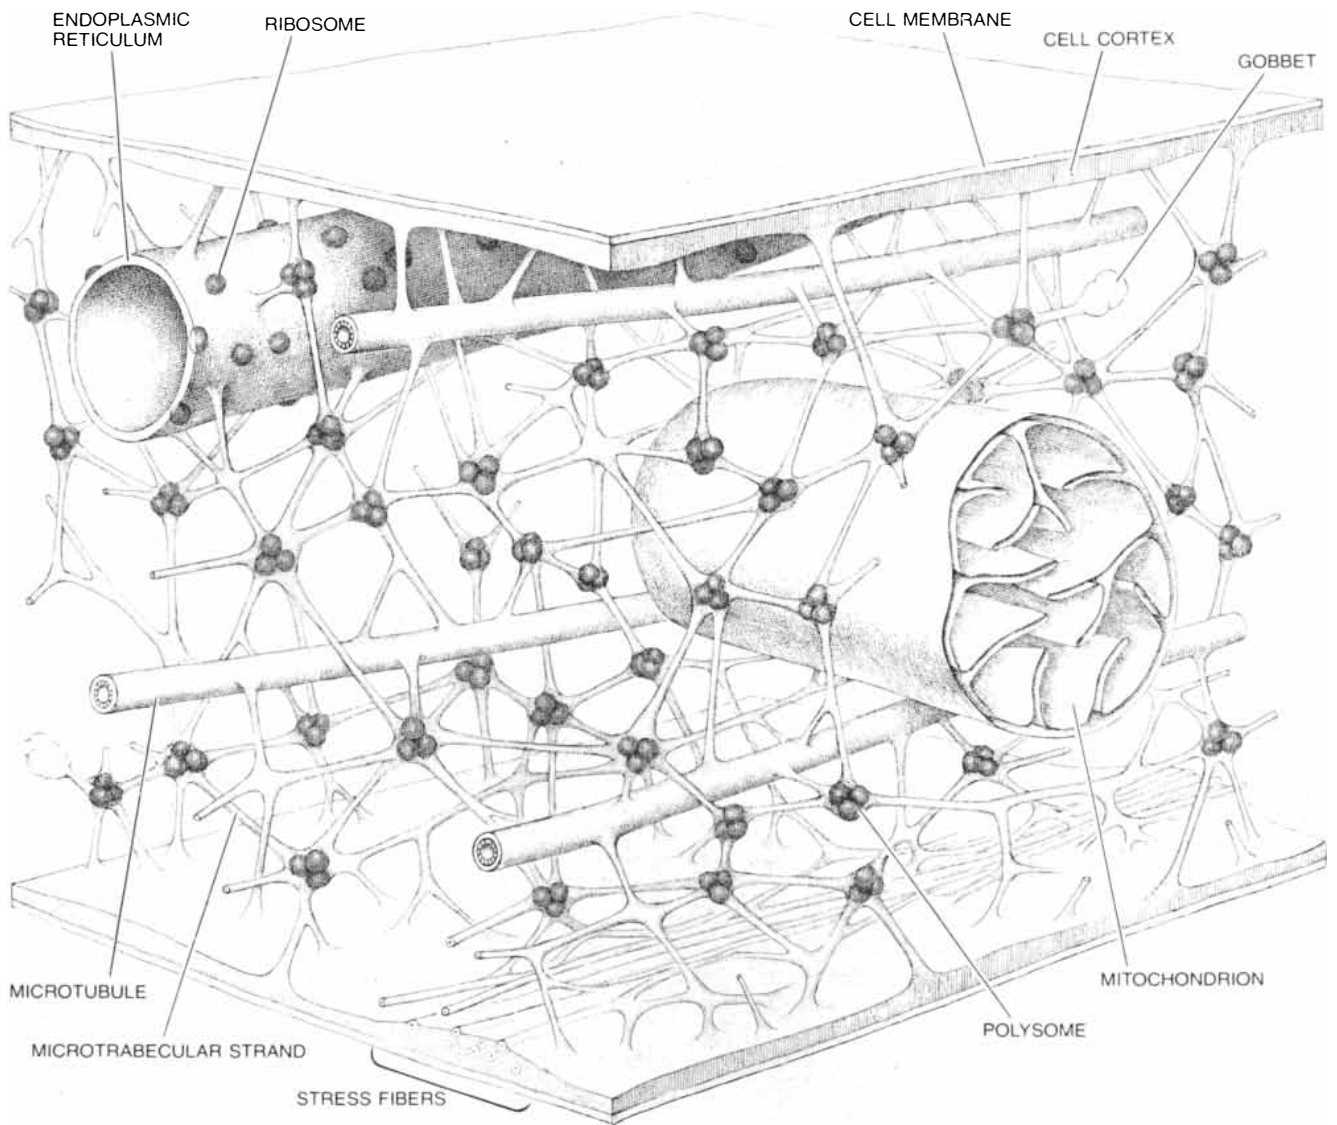 ENDOPLASMIC
RETICULUM
RIBOSOME
CELL MEMBRANE
CELL CORTEX
GOBBET
MICROTUBULE
MICROTRABECULAR STRAND
STRESS FIBERS
MITOCHONDRION
POLYSOME